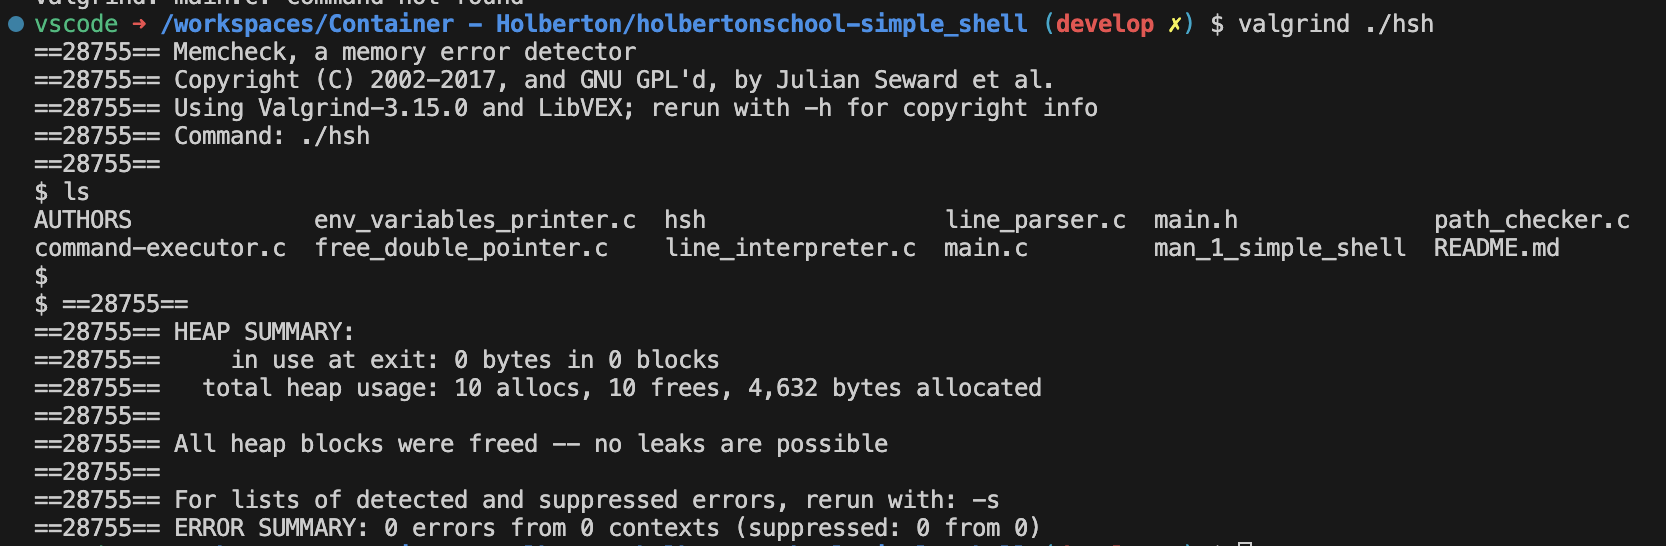 valgrind: main.c: command not found
vscode ➜ /workspaces/Container - Holberton/holbertonschool-simple_shell (develop ✗) $ valgrind ./hsh
==28755== Memcheck, a memory error detector
==28755== Copyright (C) 2002-2017, and GNU GPL'd, by Julian Seward et al.
==28755== Using Valgrind-3.15.0 and LibVEX; rerun with -h for copyright info
==28755== Command: ./hsh
==28755==
$ ls
AUTHORS             env_variables_printer.c  hsh                 line_parser.c  main.h              path_checker.c
command-executor.c  free_double_pointer.c    line_interpreter.c  main.c         man_1_simple_shell  README.md
$
$ ==28755==
==28755== HEAP SUMMARY:
==28755==     in use at exit: 0 bytes in 0 blocks
==28755==   total heap usage: 10 allocs, 10 frees, 4,632 bytes allocated
==28755==
==28755== All heap blocks were freed -- no leaks are possible
==28755==
==28755== For lists of detected and suppressed errors, rerun with: -s
==28755== ERROR SUMMARY: 0 errors from 0 contexts (suppressed: 0 from 0)